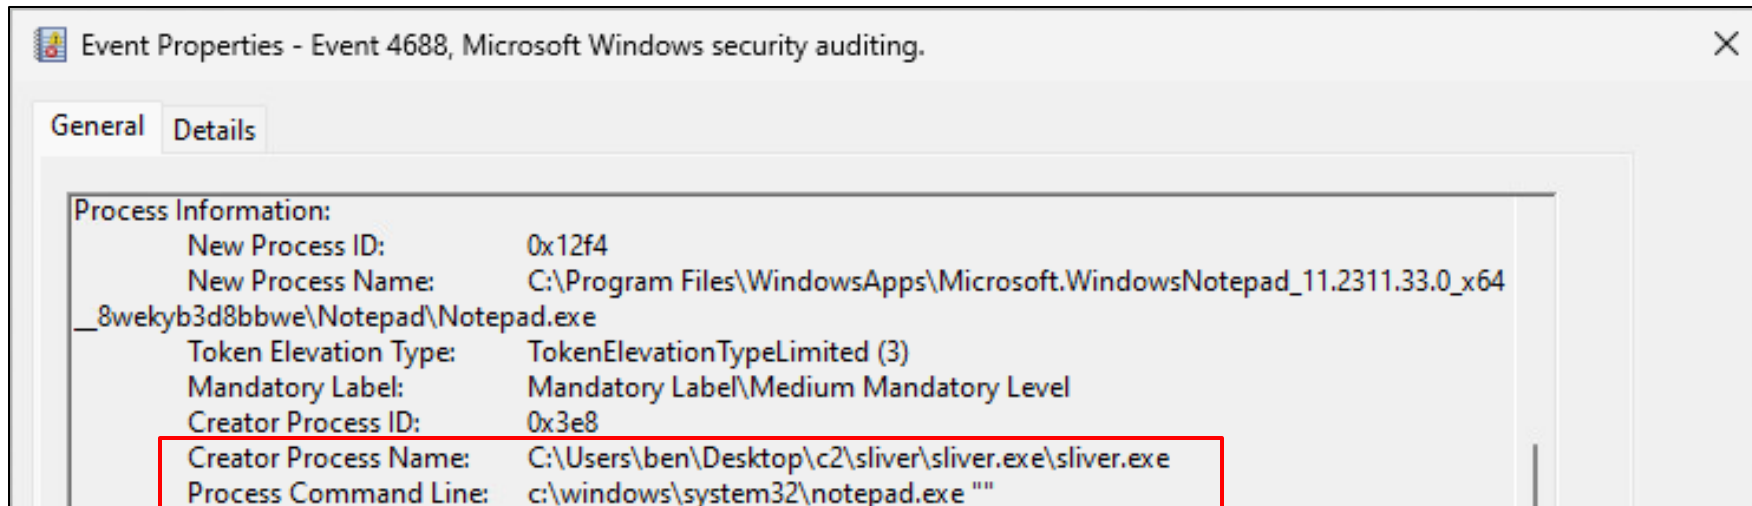 Event Properties - Event 4688, Microsoft Windows security auditing.
General Details
Process Information:
New Process ID: 0x12f4
New Process Name: C:\Program Files\WindowsApps\Microsoft.WindowsNotepad_11.2311.33.0_x64
__8wekyb3d8bbwe\Notepad\Notepad.exe
Token Elevation Type: TokenElevationTypeLimited (3)
Mandatory Label: Mandatory Label\Medium Mandatory Level
Creator Process ID: 0x3e8
Creator Process Name: C:\Users\ben\Desktop\c2\sliver\sliver.exe\sliver.exe
Process Command Line: c:\windows\system32\notepad.exe ""